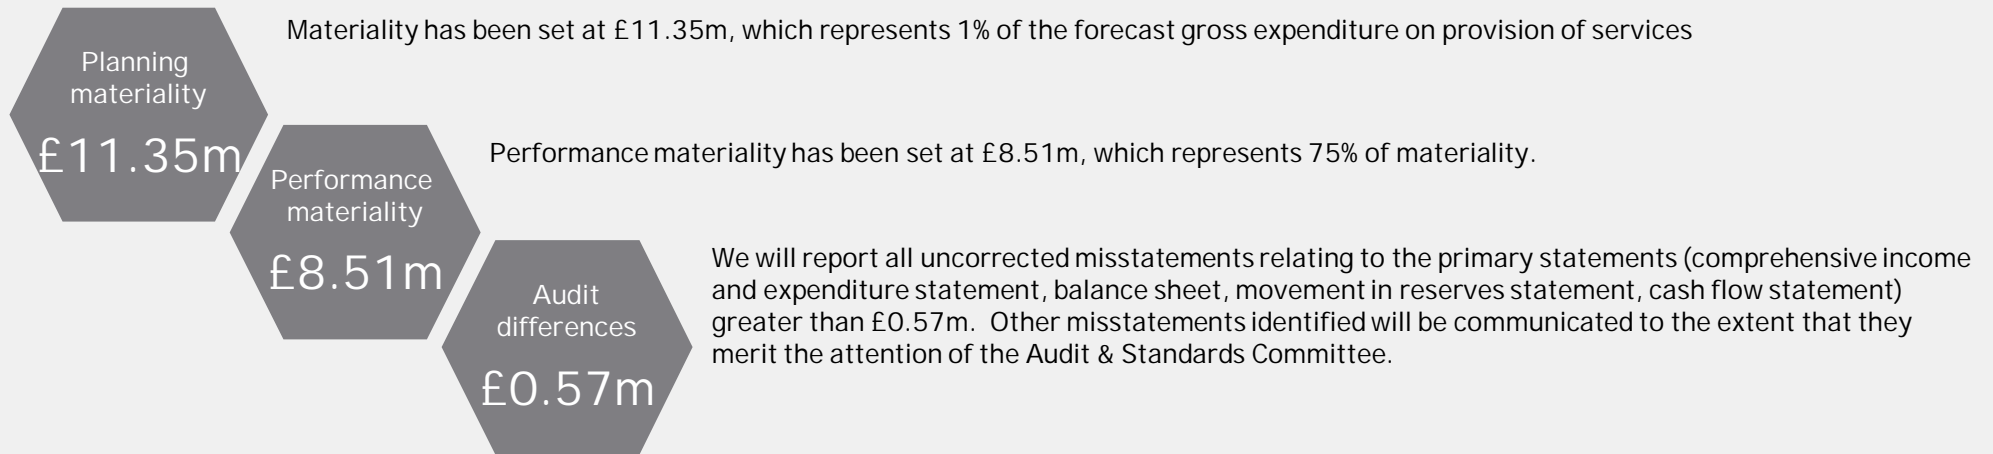 Planning
materiality
£11.35m
Materiality has been set at £11.35m, which represents 1% of the forecast gross expenditure on provision of services
Performance
materiality
£8.51m
Performance materiality has been set at £8.51m, which represents 75% of materiality.
Audit
differences
£0.57m
We will report all uncorrected misstatements relating to the primary statements (comprehensive income
and expenditure statement, balance sheet, movement in reserves statement, cash flow statement)
greater than £0.57m.  Other misstatements identified will be communicated to the extent that they
merit the attention of the Audit & Standards Committee.